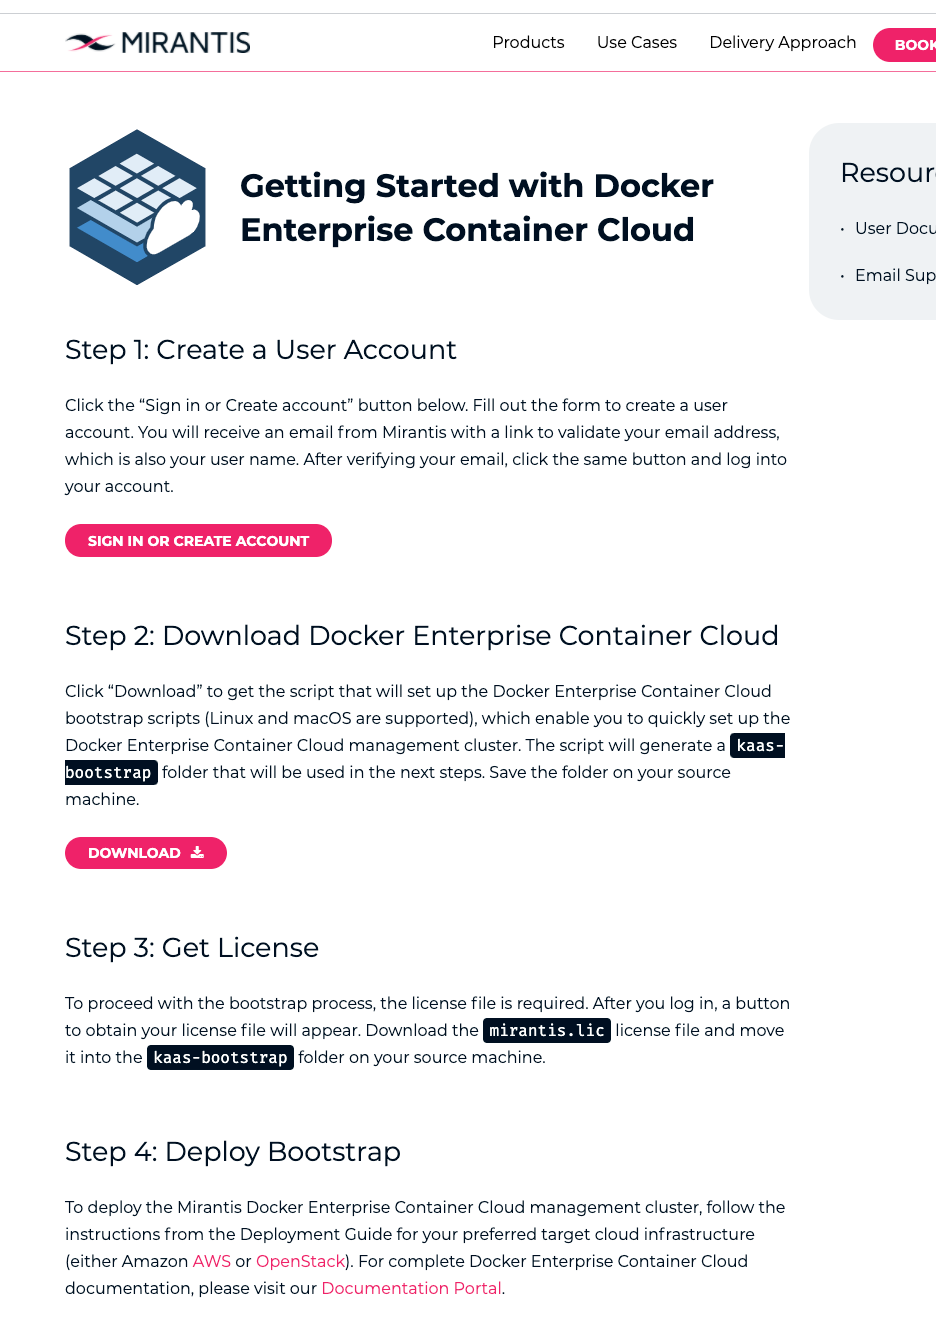 MIRANTIS
Products Use Cases Delivery Approach BOOK
Getting Started with Docker
Enterprise Container Cloud
Step 1: Create a User Account
Click the “Sign in or Create account” button below. Fill out the form to create a user
account. You will receive an email from Mirantis with a link to validate your email address,
which is also your user name. After verifying your email, click the same button and log into
your account.
SIGN IN OR CREATE ACCOUNT
Step 2: Download Docker Enterprise Container Cloud
Click “Download” to get the script that will set up the Docker Enterprise Container Cloud
bootstrap scripts (Linux and macOS are supported), which enable you to quickly set up the
Docker Enterprise Container Cloud management cluster. The script will generate a kaas-
bootstrap folder that will be used in the next steps. Save the folder on your source
machine.
DOWNLOAD
Step 3: Get License
To proceed with the bootstrap process, the license file is required. After you log in, a button
to obtain your license file will appear. Download the mirantis.lic license file and move
it into the kaas-bootstrap folder on your source machine.
Step 4: Deploy Bootstrap
To deploy the Mirantis Docker Enterprise Container Cloud management cluster, follow the
instructions from the Deployment Guide for your preferred target cloud infrastructure
(either Amazon AWS or OpenStack). For complete Docker Enterprise Container Cloud
documentation, please visit our Documentation Portal.
Resour
• User Docu
• Email Sup